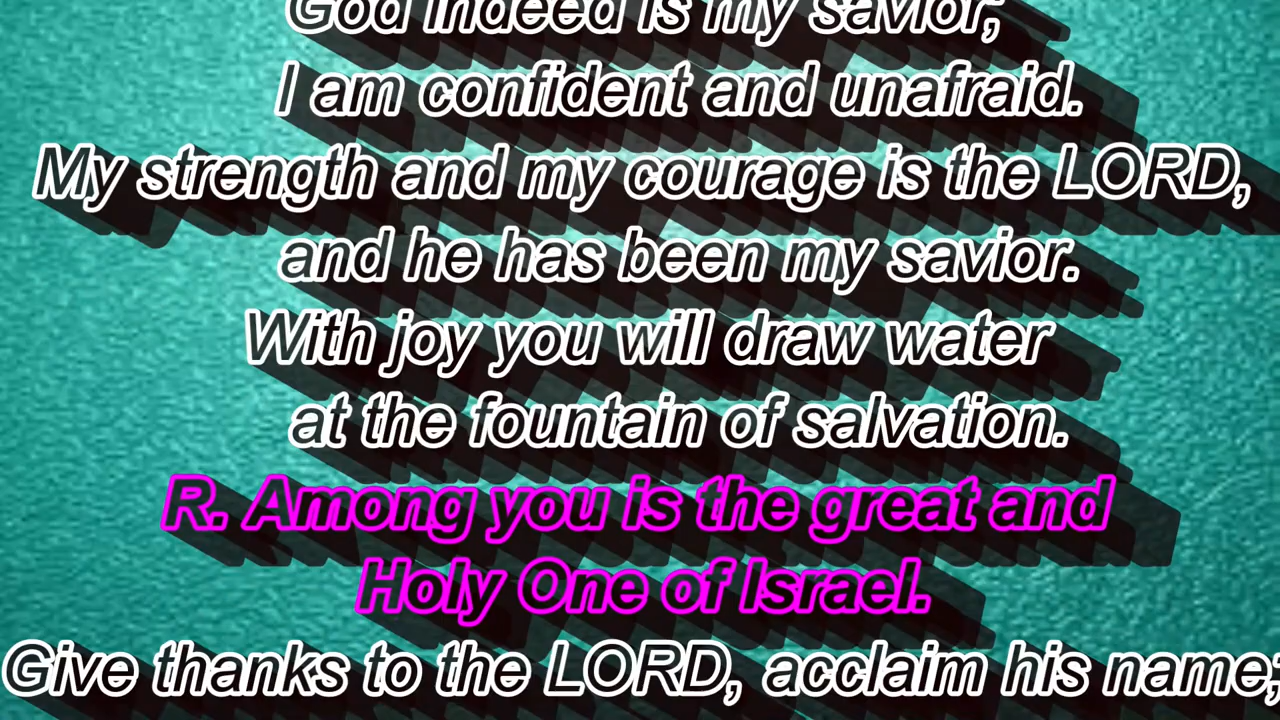 God indeed is my savior;
I am confident and unafraid.
My strength and my courage is the LORD,
and he has been my savior.
With joy you will draw water
at the fountain of salvation.
R. Among you is the great and
Holy One of Israel.
Give thanks to the LORD, acclaim his name;